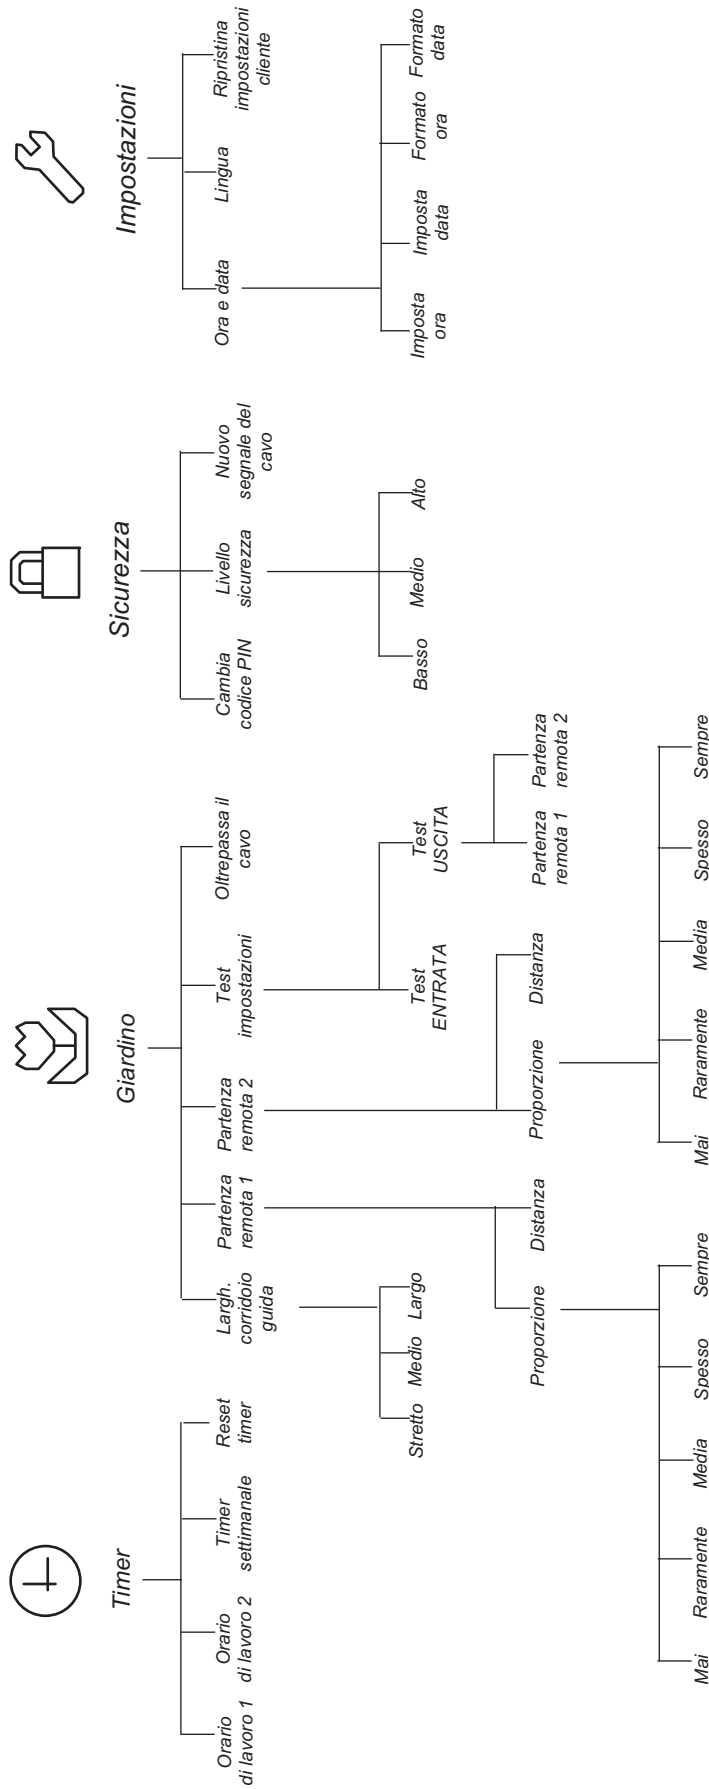 Timer
Orario
di lavoro 1
Orario
di lavoro 2
Timer
settimanale
Reset
timer
Giardino
Largh.
corridoio
guida
Partenza
remota 1
Partenza
remota 2
Test
impostazioni
Oltrepassa il
cavo
Stretto
Medio
Largo
Test
ENTRATA
Test
USCITA
Proporzione
Distanza
Proporzione
Distanza
Partenza
remota 1
Partenza
remota 2
Mai
Raramente
Media
Spesso
Sempre
Mai
Raramente
Media
Spesso
Sempre
Sicurezza
Cambia
codice PIN
Livello
sicurezza
Nuovo
segnale del
cavo
Basso
Medio
Alto
Impostazioni
Ora e data
Lingua
Ripristina
impostazioni
cliente
Imposta
ora
Imposta
data
Formato
ora
Formato
data